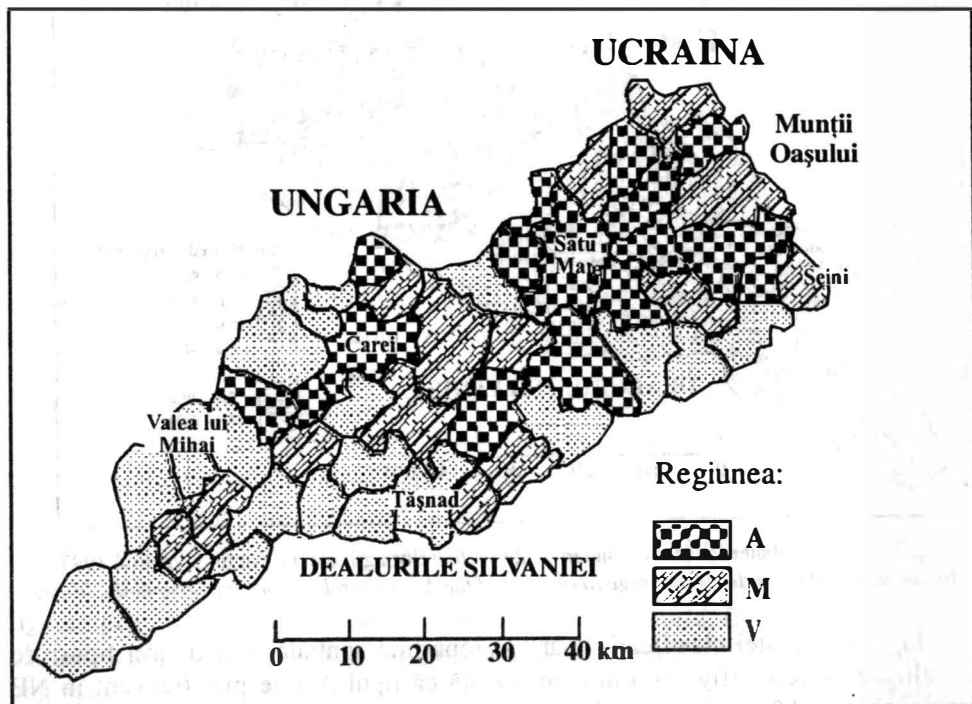 UCRAINA
Munții
Oașului
UNGARIA
Satu
Mare
Seini
Carei
Valea lui
Mihai
Tășnad
Regiunea:
A
M
V
DEALURILE SILVANIEI
0 10 20 30 40 km